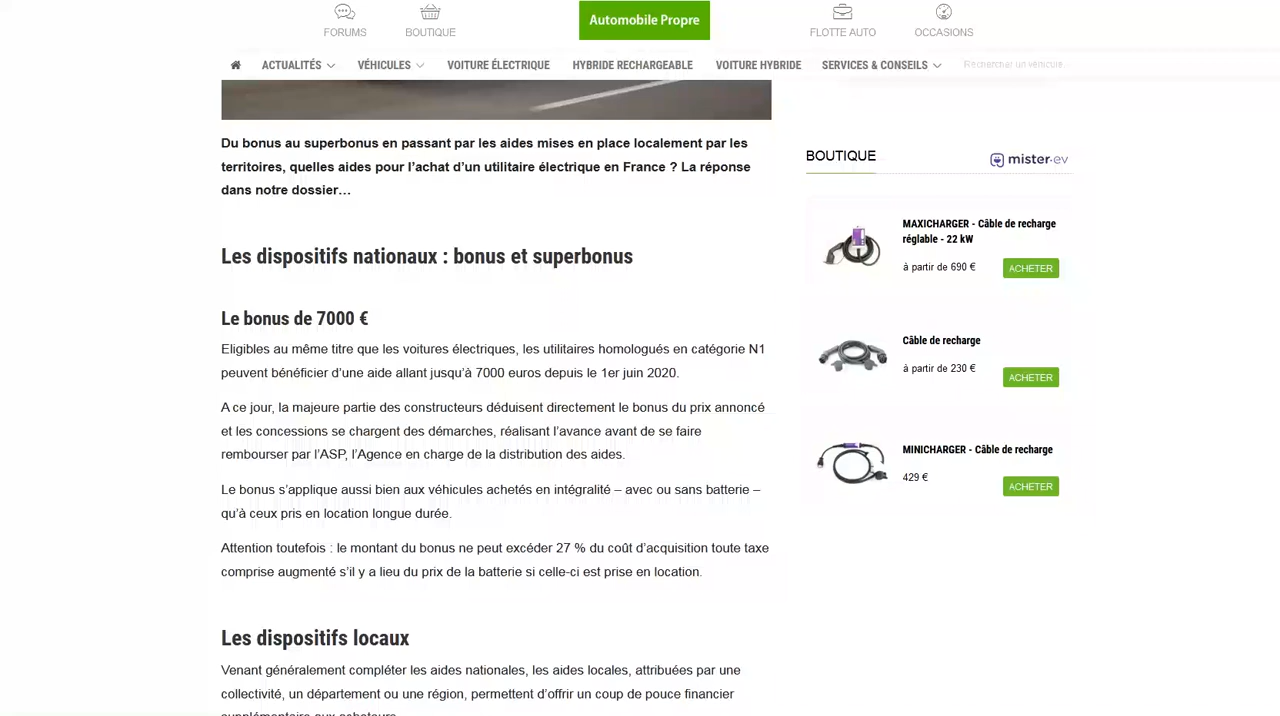 FORUMS
BOUTIQUE
Automobile Propre
FLOTTE AUTO
OCCASIONS
ACTUALITÉS
VÉHICULES
VOITURE ÉLECTRIQUE
HYBRIDE RECHARGEABLE
VOITURE HYBRIDE
SERVICES & CONSEILS
Rechercher un véhicule.
Du bonus au superbonus en passant par les aides mises en place localement par les
territoires, quelles aides pour l’achat d’un utilitaire électrique en France ? La réponse
dans notre dossier…
Les dispositifs nationaux : bonus et superbonus
Le bonus de 7000 €
Eligibles au même titre que les voitures électriques, les utilitaires homologués en catégorie N1
peuvent bénéficier d’une aide allant jusqu’à 7000 euros depuis le 1er juin 2020.
A ce jour, la majeure partie des constructeurs déduisent directement le bonus du prix annoncé
et les concessions se chargent des démarches, réalisant l’avance avant de se faire
rembourser par l’ASP, l’Agence en charge de la distribution des aides.
Le bonus s’applique aussi bien aux véhicules achetés en intégralité – avec ou sans batterie –
qu’à ceux pris en location longue durée.
Attention toutefois : le montant du bonus ne peut excéder 27 % du coût d’acquisition toute taxe
comprise augmenté s’il y a lieu du prix de la batterie si celle-ci est prise en location.
Les dispositifs locaux
Venant généralement compléter les aides nationales, les aides locales, attribuées par une
collectivité, un département ou une région, permettent d’offrir un coup de pouce financier
supplémentaire aux acheteurs.
BOUTIQUE
mister·ev
MAXICHARGER - Câble de recharge
réglable - 22 kW
à partir de 690 €
ACHETER
Câble de recharge
à partir de 230 €
ACHETER
MINICHARGER - Câble de recharge
429 €
ACHETER